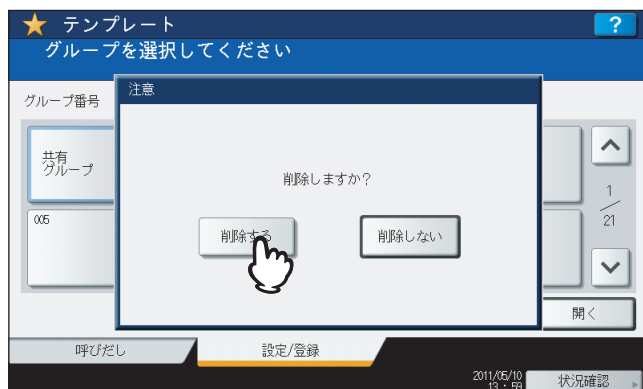 テンプレート
?
グループを選択してください
グループ番号
注意
共有
グループ
削除しますか?
1
21
005
削除する
削除しない
開く
呼びだし
設定/登録
2011/05/10
13:59
状況確認